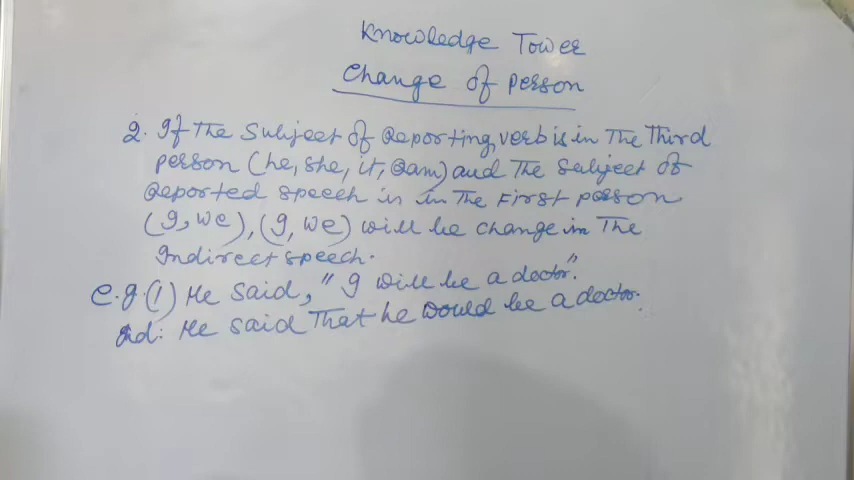 Knowledge Tower
Change of person
2. If The Subject of Reporting verb is in The Third
person (he, she, it, Ram) and The Subject of
Reported speech is in The First person
(I, we), (I, we) will be change in The
Indirect speech.
e.g. (1) He said, "I will be a doctor."
Ind: He said That he would be a doctor.